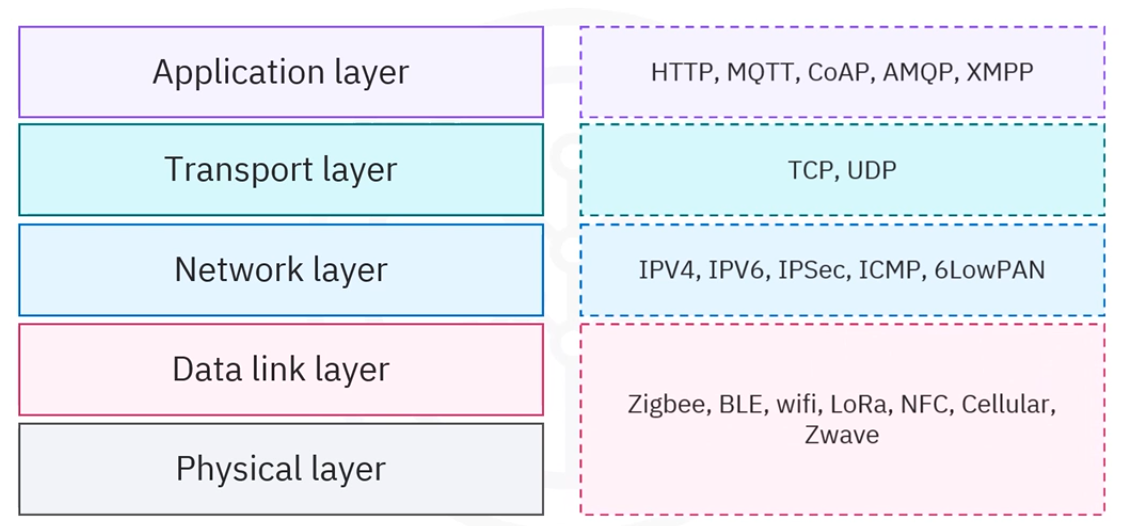 Application layer
HTTP, MQTT, CoAP, AMQP, XMPP
Transport layer
TCP, UDP
Network layer
IPV4, IPV6, IPSec, ICMP, 6LowPAN
Data link layer
Physical layer
Zigbee, BLE, wifi, LoRa, NFC, Cellular,
Zwave